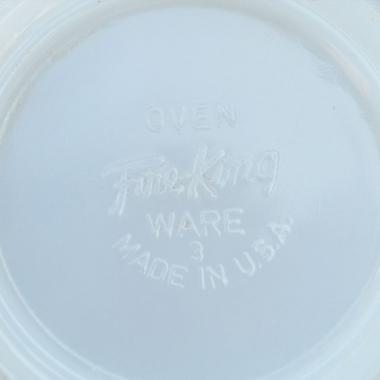 OVEN
Fire-King
WARE
3
MADE IN U.S.A.